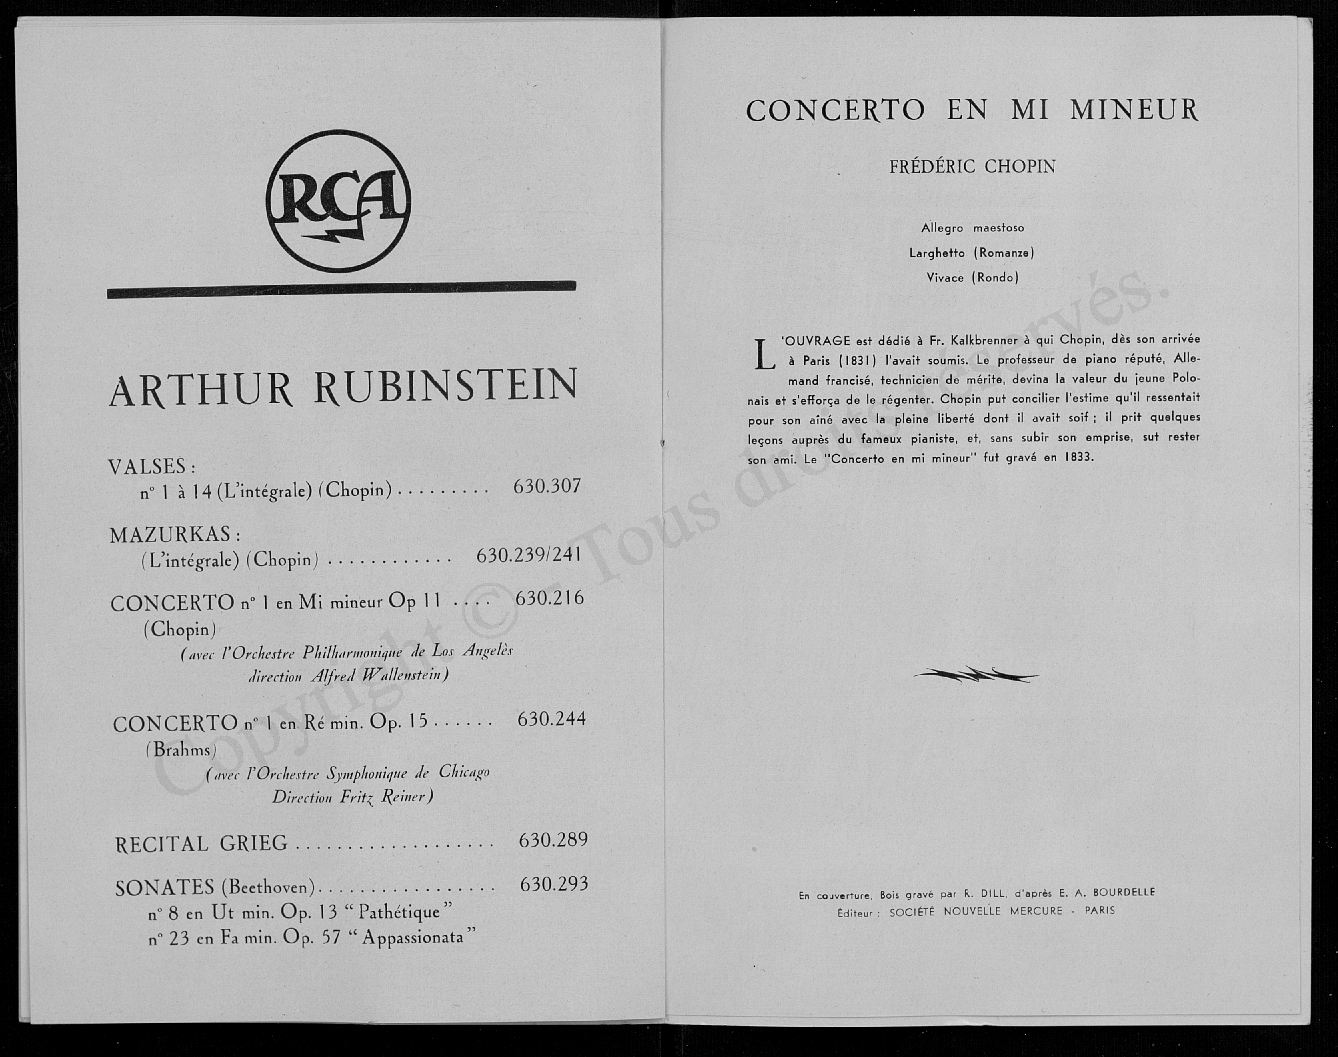 RCA
ARTHUR RUBINSTEIN
VALSES :
n° 1 à 14 (L'intégrale) (Chopin) . . . . . . . . . 630.307
MAZURKAS :
(L'intégrale) (Chopin) . . . . . . . . . . . . 630.239/241
CONCERTO n° 1 en Mi mineur Op 11 . . . . 630.216
(Chopin)
(avec l'Orchestre Philharmonique de Los Angelès
direction Alfred Wallenstein)
CONCERTO n° 1 en Ré min. Op. 15 . . . . . . 630.244
(Brahms)
(avec l'Orchestre Symphonique de Chicago
Direction Fritz Reiner)
RECITAL GRIEG . . . . . . . . . . . . . . . . . . . 630.289
SONATES (Beethoven) . . . . . . . . . . . . . . . . . 630.293
n° 8 en Ut min. Op. 13 “ Pathétique ”
n° 23 en Fa min. Op. 57 “ Appassionata ”
CONCERTO EN MI MINEUR
FRÉDÉRIC CHOPIN
Allegro maestoso
Larghetto (Romanze)
Vivace (Rondo)
L'OUVRAGE est dédié à Fr. Kalkbrenner à qui Chopin, dès son arrivée
à Paris (1831) l'avait soumis. Le professeur de piano réputé, Alle-
mand francisé, technicien de mérite, devina la valeur du jeune Polo-
nais et s'efforça de le régenter. Chopin put concilier l'estime qu'il ressentait
pour son aîné avec la pleine liberté dont il avait soif ; il prit quelques
leçons auprès du fameux pianiste, et, sans subir son emprise, sut rester
son ami. Le "Concerto en mi mineur" fut gravé en 1833.
En couverture, Bois gravé par R. DILL, d'après E. A. BOURDELLE
Éditeur : SOCIÉTÉ NOUVELLE MERCURE - PARIS
Copyright © - Tous droits réservés.